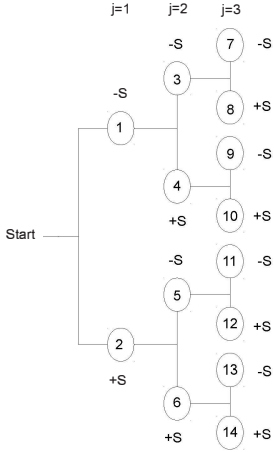 j=1 j=2 j=3
-S 7 -S
3
-S 8 +S
1
9 -S
4
+S 10 +S
Start
-S 11 -S
5
12 +S
2
+S 13 -S
6
+S 14 +S